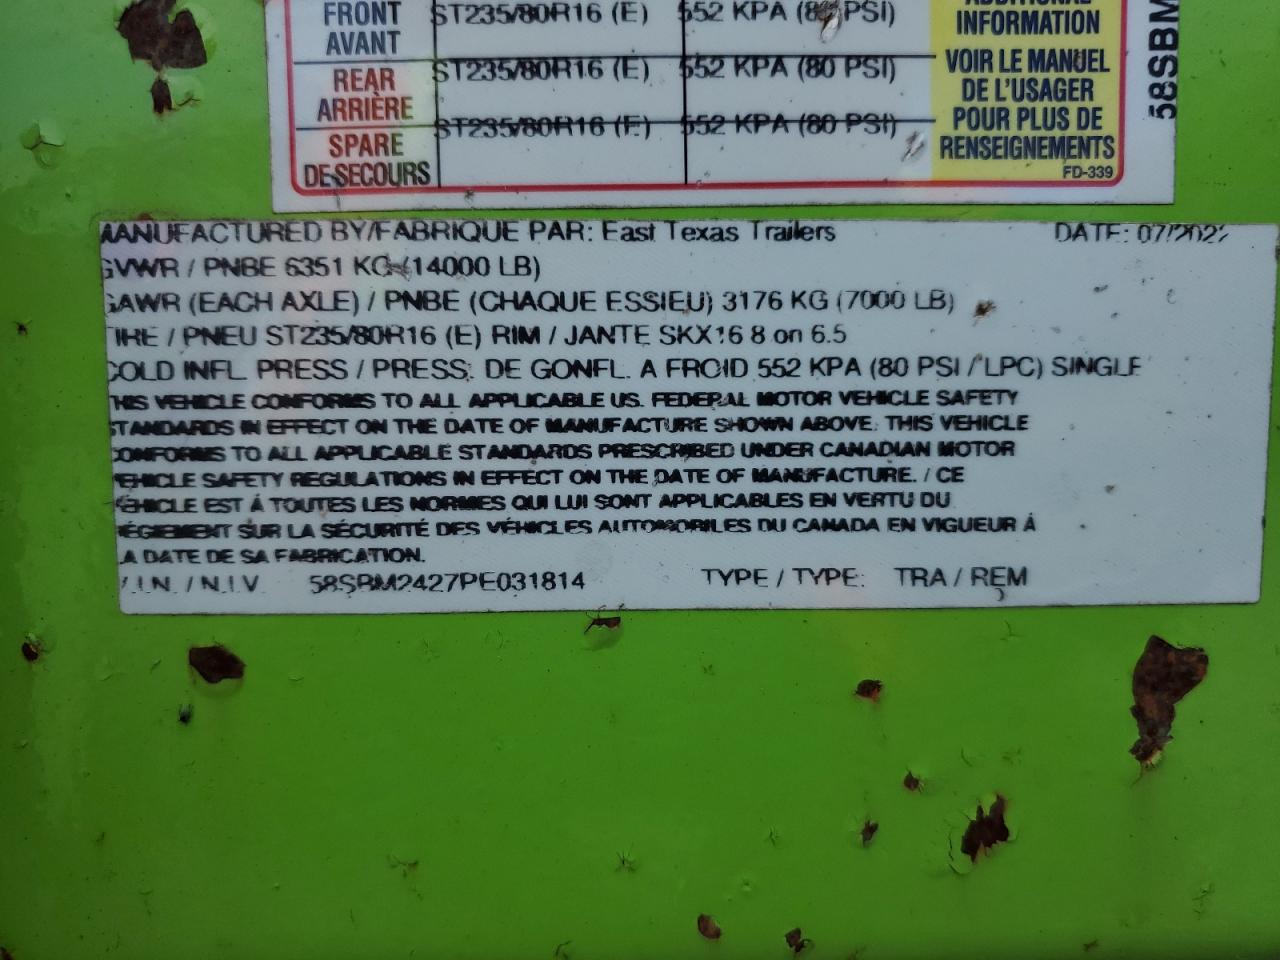 FRONT ST235/80R16 (E) 552 KPA (80 PSI)
AVANT
REAR ST235/80R16 (E) 552 KPA (80 PSI)
ARRIÈRE
SPARE ST235/80R16 (E) 552 KPA (80 PSI)
DE SECOURS
ADDITIONAL
INFORMATION
VOIR LE MANUEL
DE L'USAGER
POUR PLUS DE
RENSEIGNEMENTS
FD-339
58SBM
MANUFACTURED BY/FABRIQUE PAR: East Texas Trailers DATE: 07/2022
GVWR / PNBE 6351 KG (14000 LB)
GAWR (EACH AXLE) / PNBE (CHAQUE ESSIEU) 3176 KG (7000 LB)
TIRE / PNEU ST235/80R16 (E) RIM / JANTE SKX16 8 on 6.5
COLD INFL. PRESS / PRESS. DE GONFL. A FROID 552 KPA (80 PSI / LPC) SINGLE
THIS VEHICLE CONFORMS TO ALL APPLICABLE US. FEDERAL MOTOR VEHICLE SAFETY
STANDARDS IN EFFECT ON THE DATE OF MANUFACTURE SHOWN ABOVE. THIS VEHICLE
CONFORMS TO ALL APPLICABLE STANDARDS PRESCRIBED UNDER CANADIAN MOTOR
VEHICLE SAFETY REGULATIONS IN EFFECT ON THE DATE OF MANUFACTURE. / CE
VÉHICLE EST À TOUTES LES NORMES QUI LUI SONT APPLICABLES EN VERTU DU
RÉGIEMENT SUR LA SÉCURITÉ DES VÉHICLES AUTOMOBILES DU CANADA EN VIGUEUR À
LA DATE DE SA FABRICATION.
V.I.N. / N.I.V. 58SBM2427PE031814 TYPE / TYPE: TRA / REM